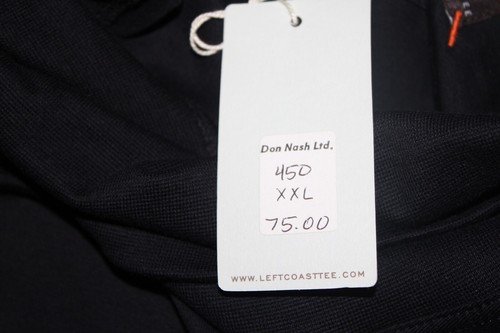 Don Nash Ltd.
450
XXL
75.00
WWW.LEFTCOASTTEE.COM